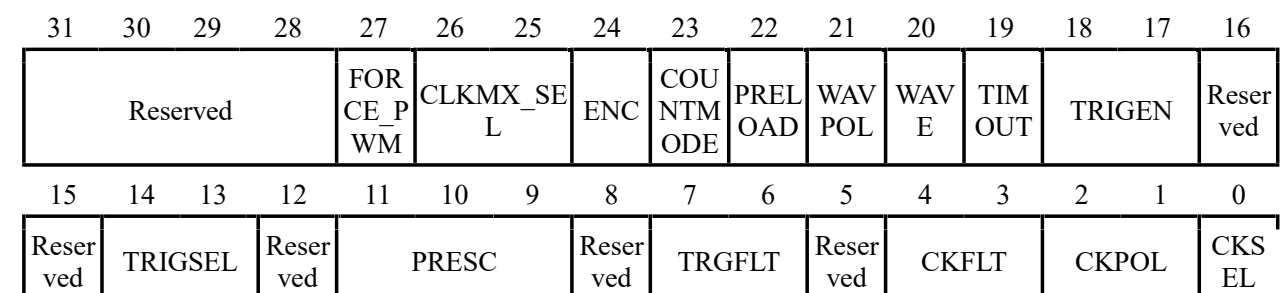 31 30 29 28 27 26 25 24 23 22 21 20 19 18 17 16
Reserved FOR CE_P WM CLKMX_SE L ENC COU NTM ODE PREL OAD WAV POL WAV E TIM OUT TRIGEN Reser ved
15 14 13 12 11 10 9 8 7 6 5 4 3 2 1 0
Reser ved TRIGSEL Reser ved PRESC Reser ved TRGFLT Reser ved CKFLT CKPOL CKS EL